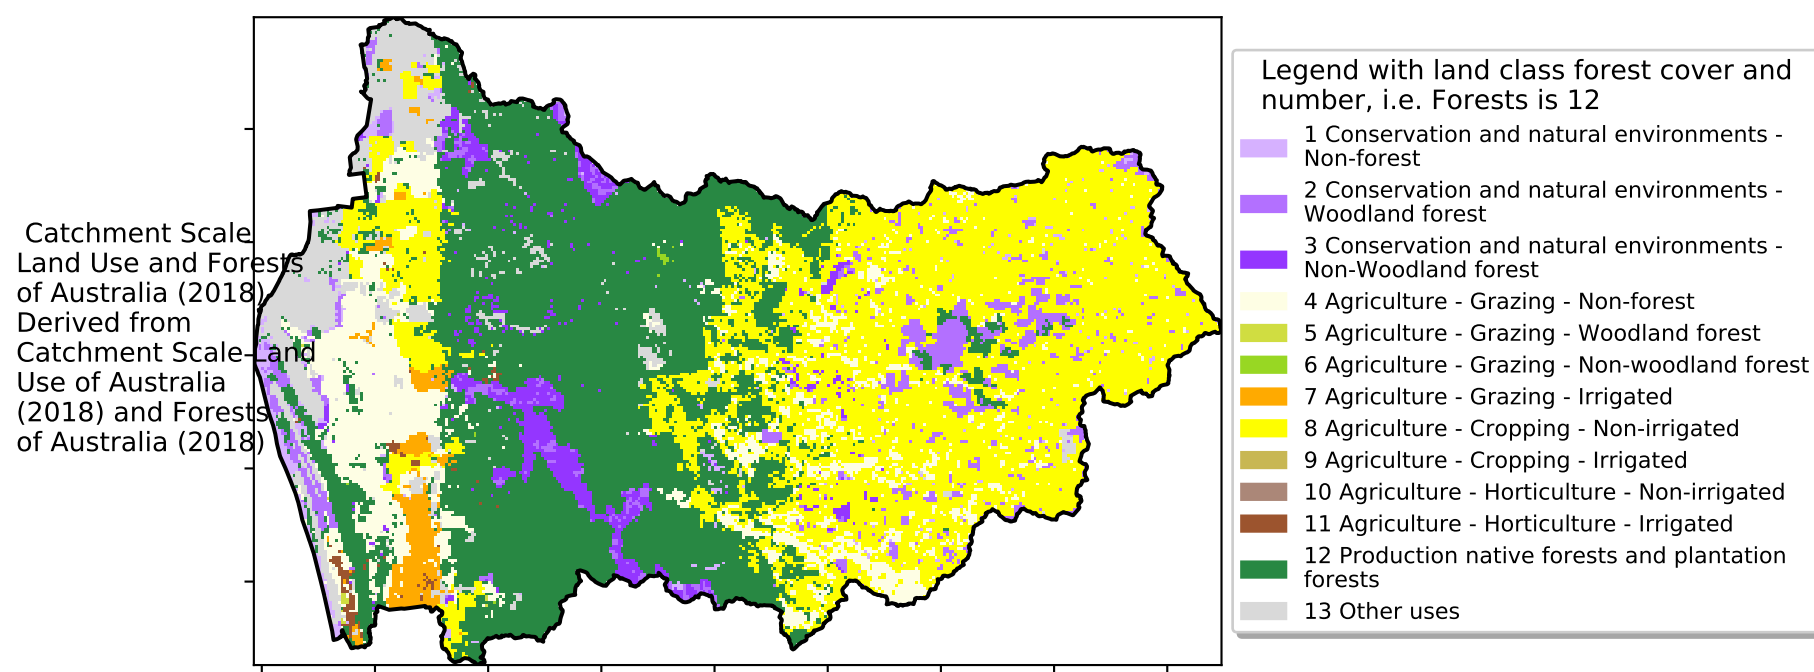 Catchment Scale
Land Use and Forests
of Australia (2018)
Derived from
Catchment Scale Land
Use of Australia
(2018) and Forests
of Australia (2018)
Legend with land class forest cover and
number, i.e. Forests is 12
1 Conservation and natural environments -
Non-forest
2 Conservation and natural environments -
Woodland forest
3 Conservation and natural environments -
Non-Woodland forest
4 Agriculture - Grazing - Non-forest
5 Agriculture - Grazing - Woodland forest
6 Agriculture - Grazing - Non-woodland forest
7 Agriculture - Grazing - Irrigated
8 Agriculture - Cropping - Non-irrigated
9 Agriculture - Cropping - Irrigated
10 Agriculture - Horticulture - Non-irrigated
11 Agriculture - Horticulture - Irrigated
12 Production native forests and plantation
forests
13 Other uses